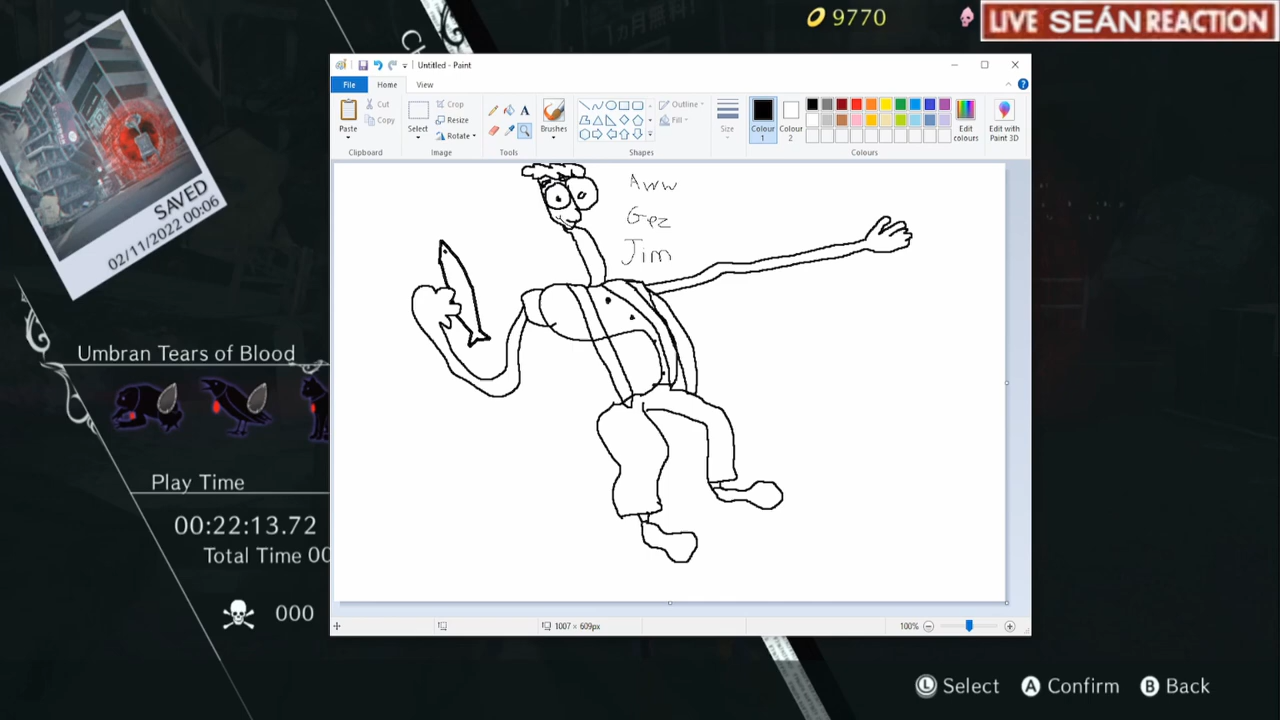 9770
LIVE SEÁN REACTION
SAVED
02/11/2022 00:06
Umbran Tears of Blood
Play Time
00:22:13.72
Total Time 00
000
Untitled - Paint
File
Home
View
Paste
Cut
Copy
Clipboard
Select
Crop
Resize
Rotate
Image
A
Tools
Brushes
Outline
Fill
Shapes
Size
Colour
1
Colour
2
Edit
colours
Edit with
Paint 3D
Colours
Aww
Gez
Jim
1007 × 609px
100%
L Select
A Confirm
B Back